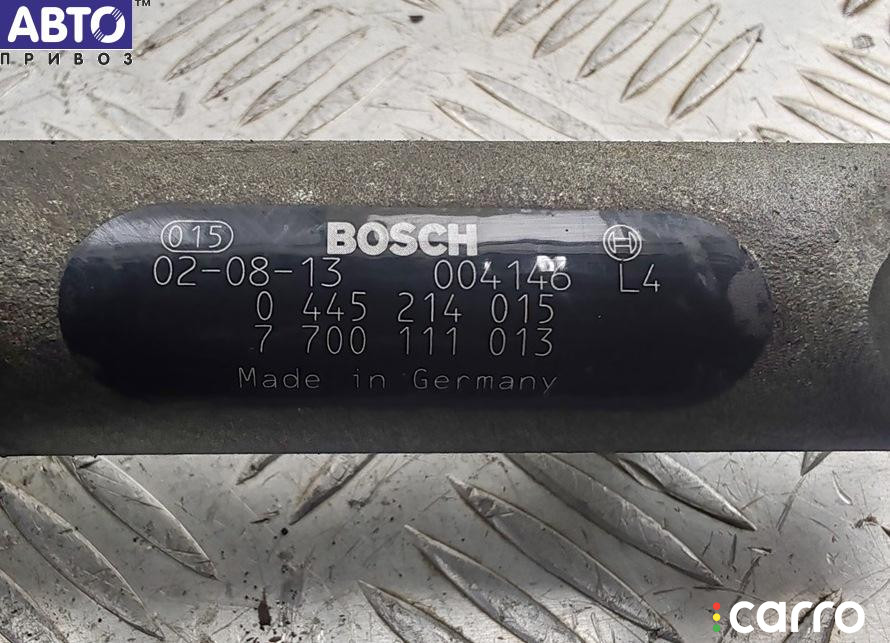 АВТО™
ПРИВОЗ
015 BOSCH
02-08-13 004146 L4
0 445 214 015
7 700 111 013
Made in Germany
carro